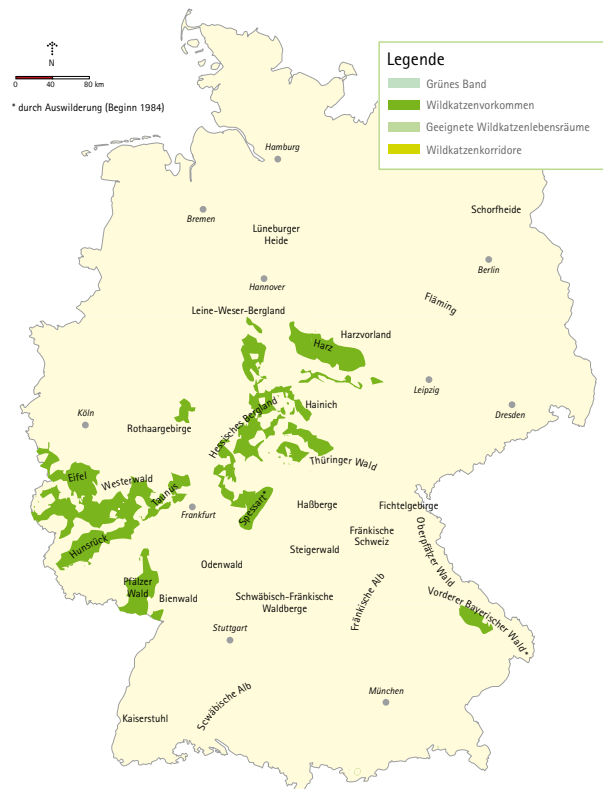 N
0 40 80 km
* durch Auswilderung (Beginn 1984)
Legende
Grünes Band
Wildkatzenvorkommen
Geeignete Wildkatzenlebensräume
Wildkatzenkorridore
Hamburg
Bremen
Lüneburger
Heide
Schorfheide
Berlin
Hannover
Fläming
Leine-Weser-Bergland
Harz
Harzvorland
Leipzig
Dresden
Köln
Rothaargebirge
Hessisches Bergland
Hainich
Thüringer Wald
Eifel
Westerwald
Taunus
Frankfurt
Spessart*
Haßberge
Fichtelgebirge
Hunsrück
Steigerwald
Fränkische
Schweiz
Oberpfälzer Wald
Odenwald
Pfälzer
Wald
Bienwald
Schwäbisch-Fränkische
Waldberge
Fränkische Alb
Vorderer Bayerischer Wald*
Stuttgart
München
Kaiserstuhl
Scwäbische Alb